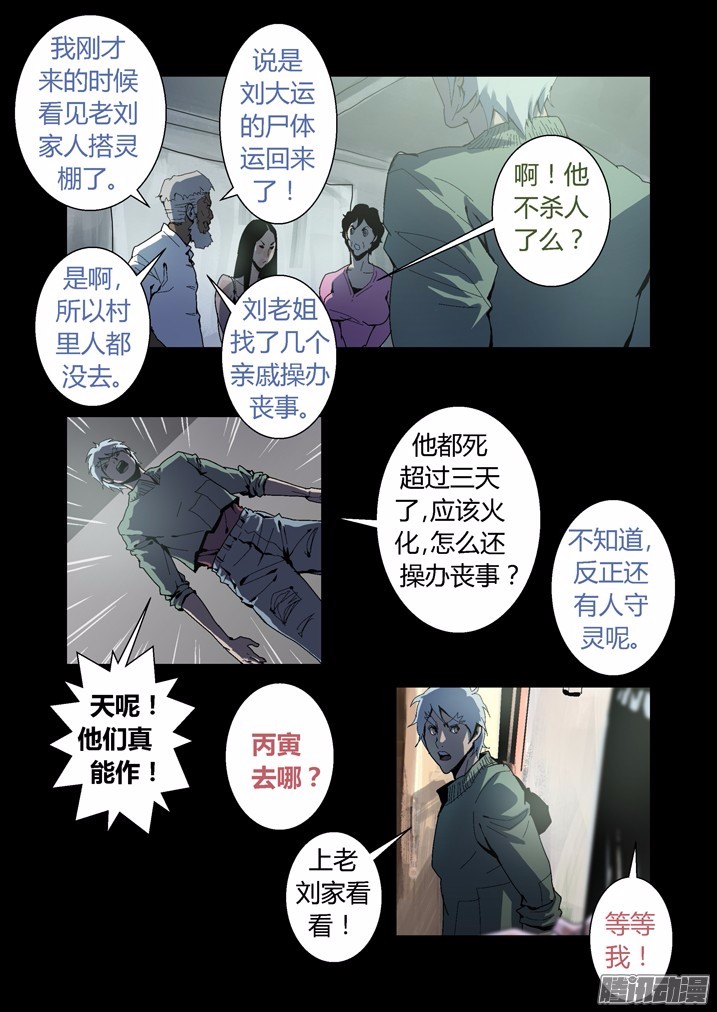 我刚才
来的时候
看见老刘
家人搭灵
棚了。
说是
刘大运
的尸体
运回来
了！
啊！他
不杀人
了么？
是啊，
所以村
里人都
没去。
刘老姐
找了几个
亲戚操办
丧事。
他都死
超过三天
了，应该火
化，怎么还
操办丧事？
不知道，
反正还
有人守
灵呢。
天呢！
他们真
能作！
丙寅
去哪？
上老
刘家看
看！
等等
我！
腾讯动漫